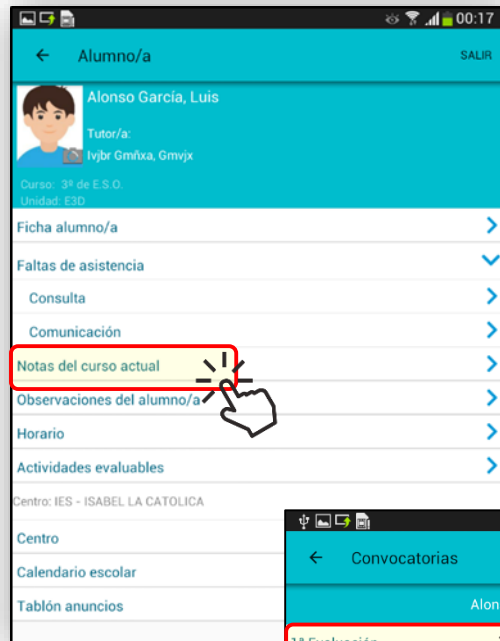 00:17
Alumno/a
SALIR
Alonso García, Luis
Tutor/a:
Ivjbr Gmñxa, Gmvjx
Curso: 3º de E.S.O.
Unidad: E3D
Ficha alumno/a
Faltas de asistencia
Consulta
Comunicación
Notas del curso actual
Observaciones del alumno/a
Horario
Actividades evaluables
Centro: IES - ISABEL LA CATOLICA
Centro
Calendario escolar
Tablón anuncios
Convocatorias
Alon
1ª Evaluación